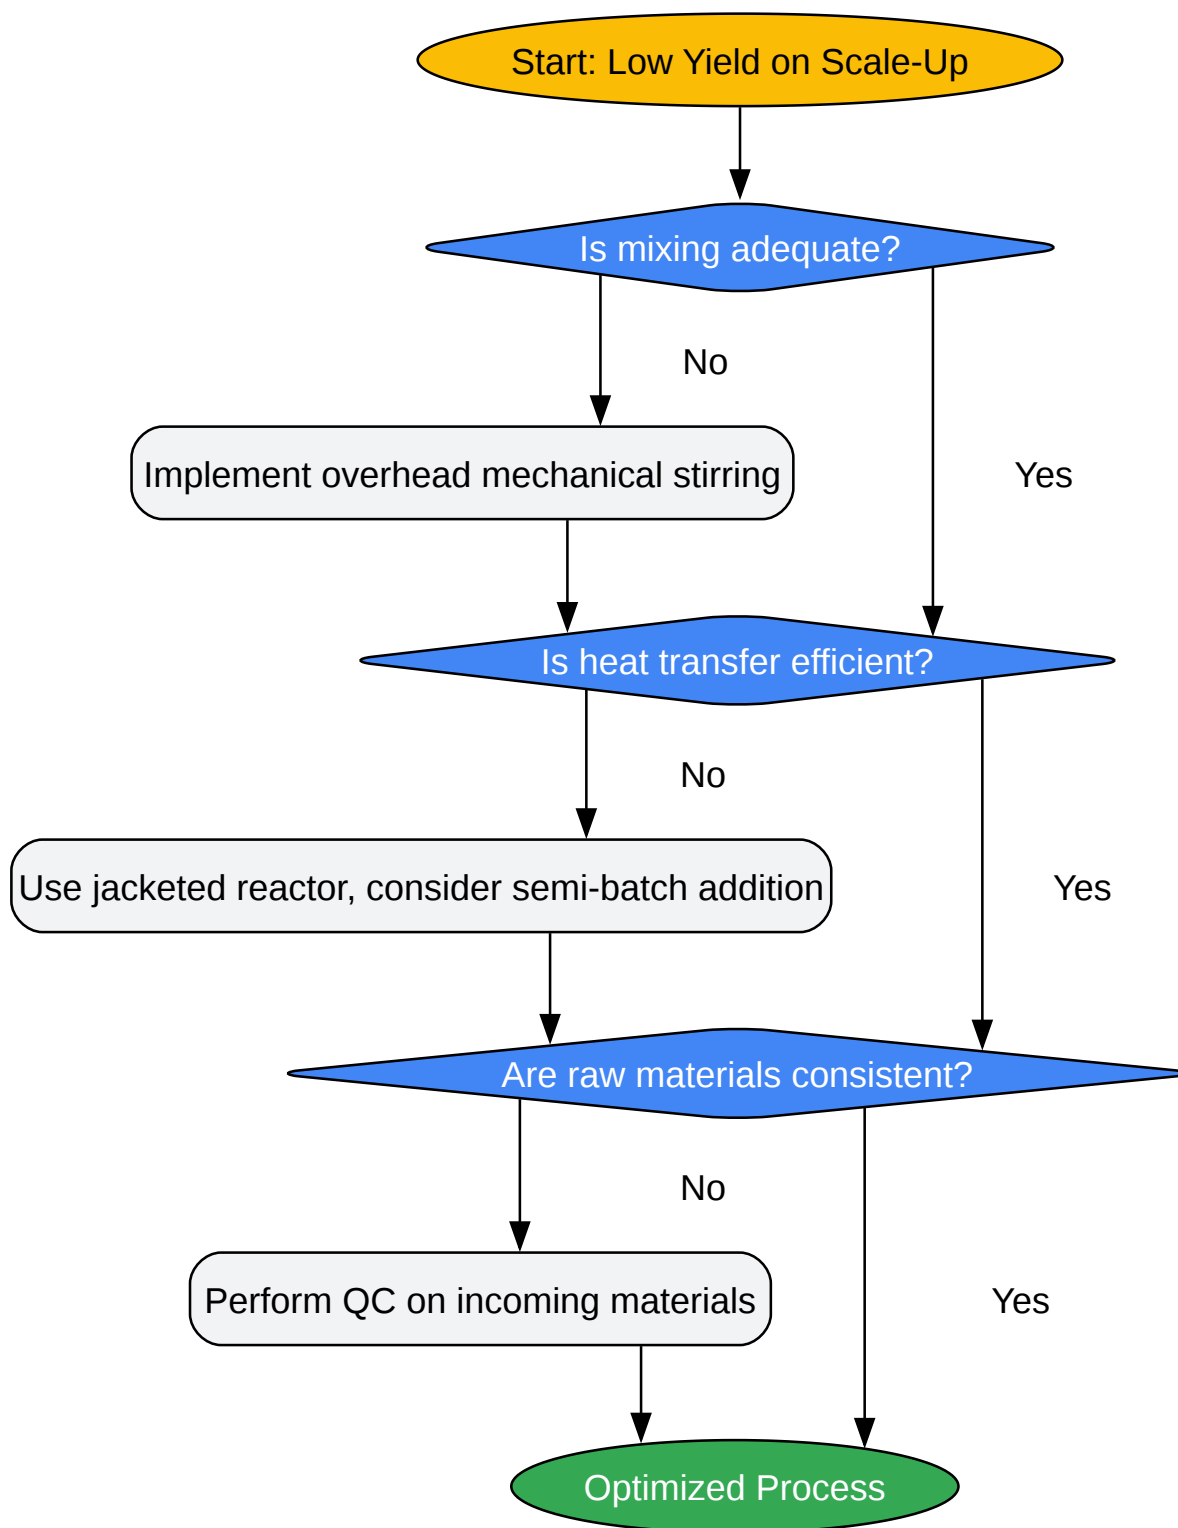 Start: Low Yield on Scale-Up
Is mixing adequate?
No
Implement overhead mechanical stirring
Yes
Is heat transfer efficient?
No
Use jacketed reactor, consider semi-batch addition
Yes
Are raw materials consistent?
No
Perform QC on incoming materials
Yes
Optimized Process